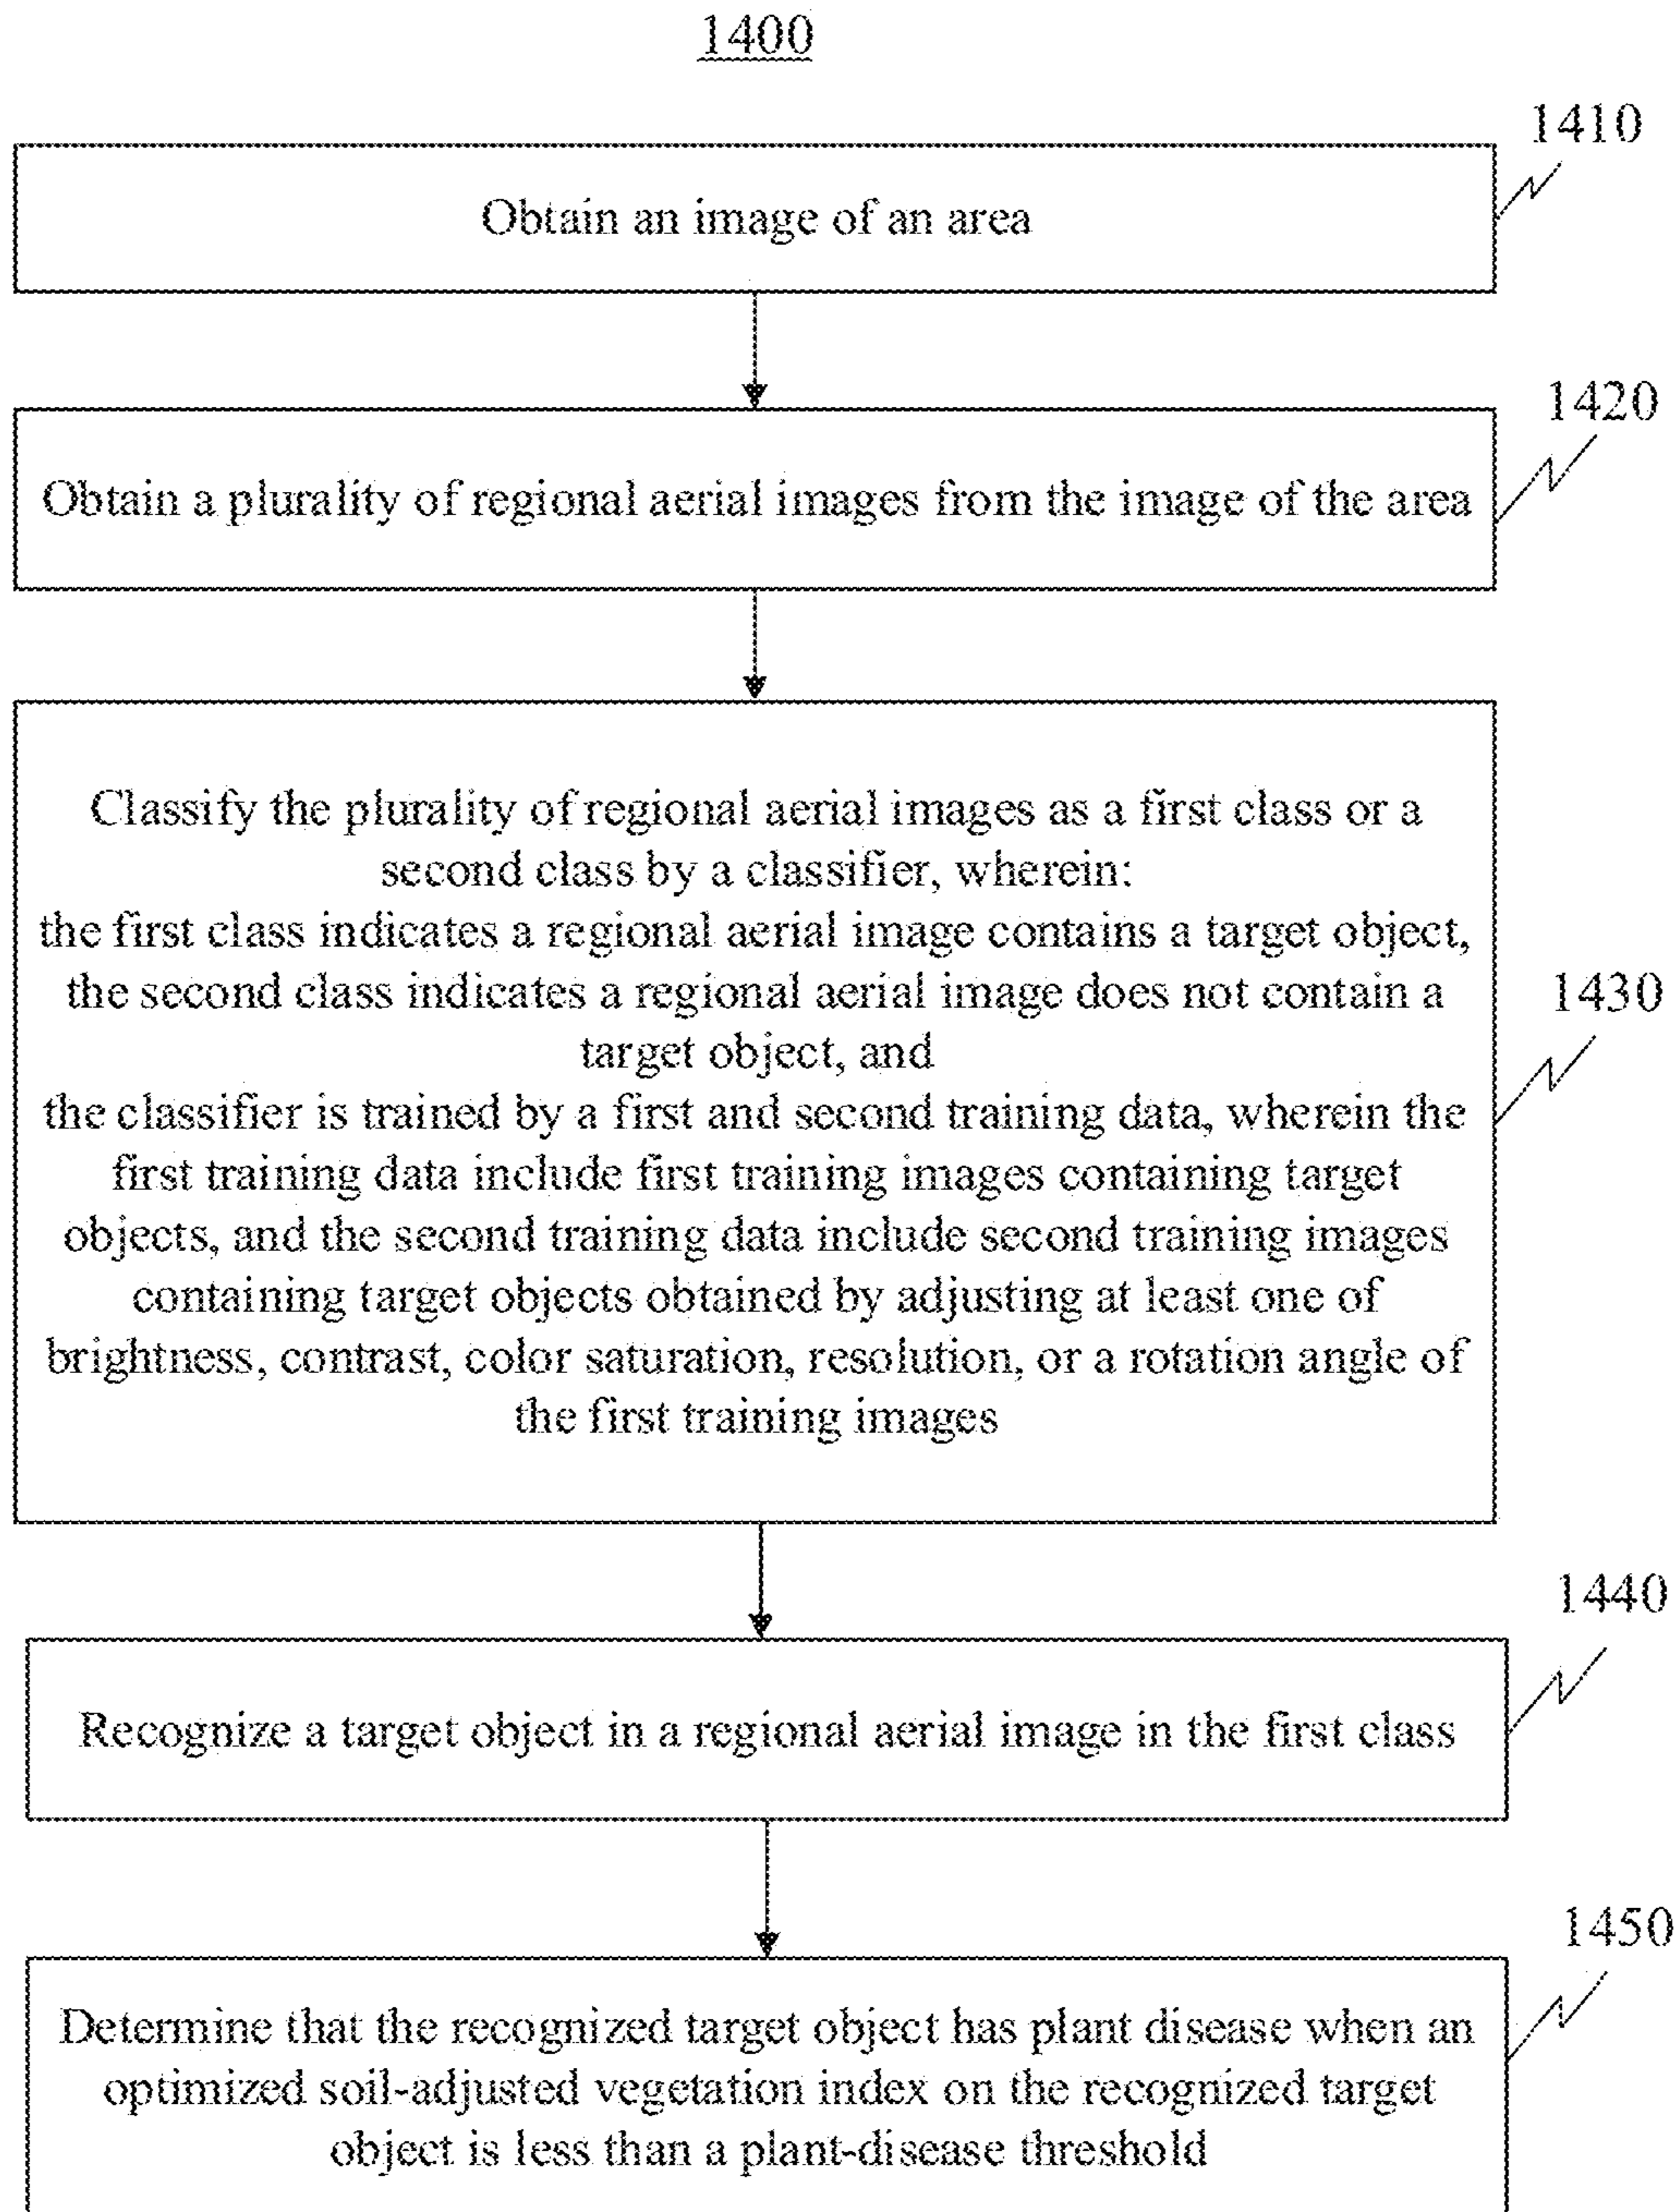 1400
1410
Obtain an image of an area
1420
Obtain a plurality of regional aerial images from the image of the area
Classify the plurality of regional aerial images as a first class or a
second class by a classifier, wherein:
the first class indicates a regional aerial image contains a target object,
the second class indicates a regional aerial image does not contain a
target object, and
the classifier is trained by a first and second training data, wherein the
first training data include first training images containing target
objects, and the second training data include second training images
containing target objects obtained by adjusting at least one of
brightness, contrast, color saturation, resolution, or a rotation angle of
the first training images
1430
1440
Recognize a target object in a regional aerial image in the first class
1450
Determine that the recognized target object has plant disease when an
optimized soil-adjusted vegetation index on the recognized target
object is less than a plant-disease threshold